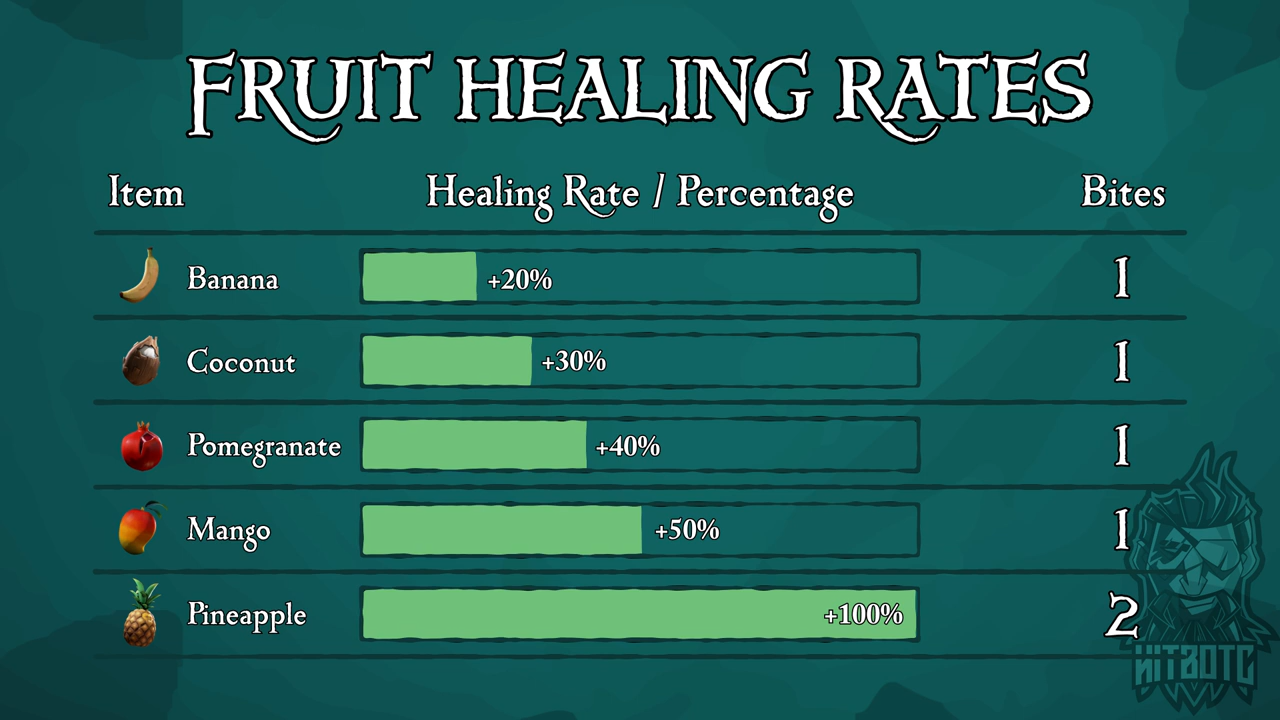 FRUIT HEALING RATES
Item Healing Rate / Percentage Bites
Banana +20% 1
Coconut +30% 1
Pomegranate +40% 1
Mango +50% 1
Pineapple +100% 2
HITBOTC